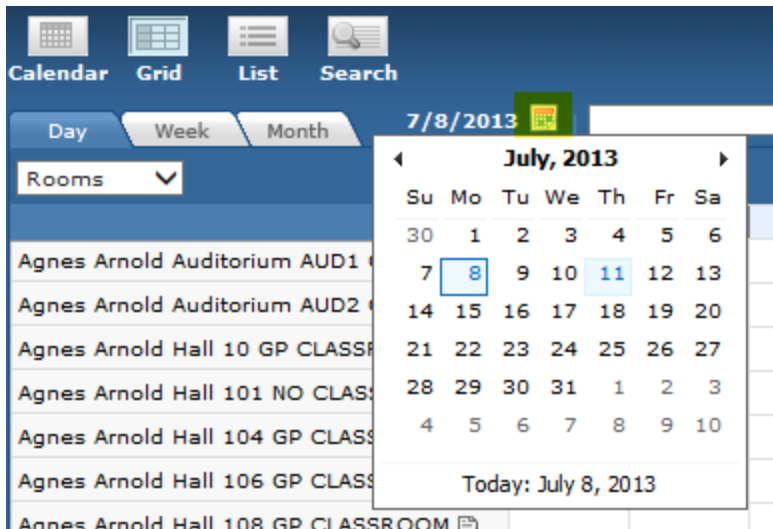 Calendar Grid List Search
Day Week Month 7/8/2013
Rooms
July, 2013
Su Mo Tu We Th Fr Sa
30 1 2 3 4 5 6
7 8 9 10 11 12 13
14 15 16 17 18 19 20
21 22 23 24 25 26 27
28 29 30 31 1 2 3
4 5 6 7 8 9 10
Today: July 8, 2013
Agnes Arnold Auditorium AUD1
Agnes Arnold Auditorium AUD2
Agnes Arnold Hall 10 GP
Agnes Arnold Hall 101 NO
Agnes Arnold Hall 104 GP
Agnes Arnold Hall 106 GP
Agnes Arnold Hall 108 GP CLASSROOM